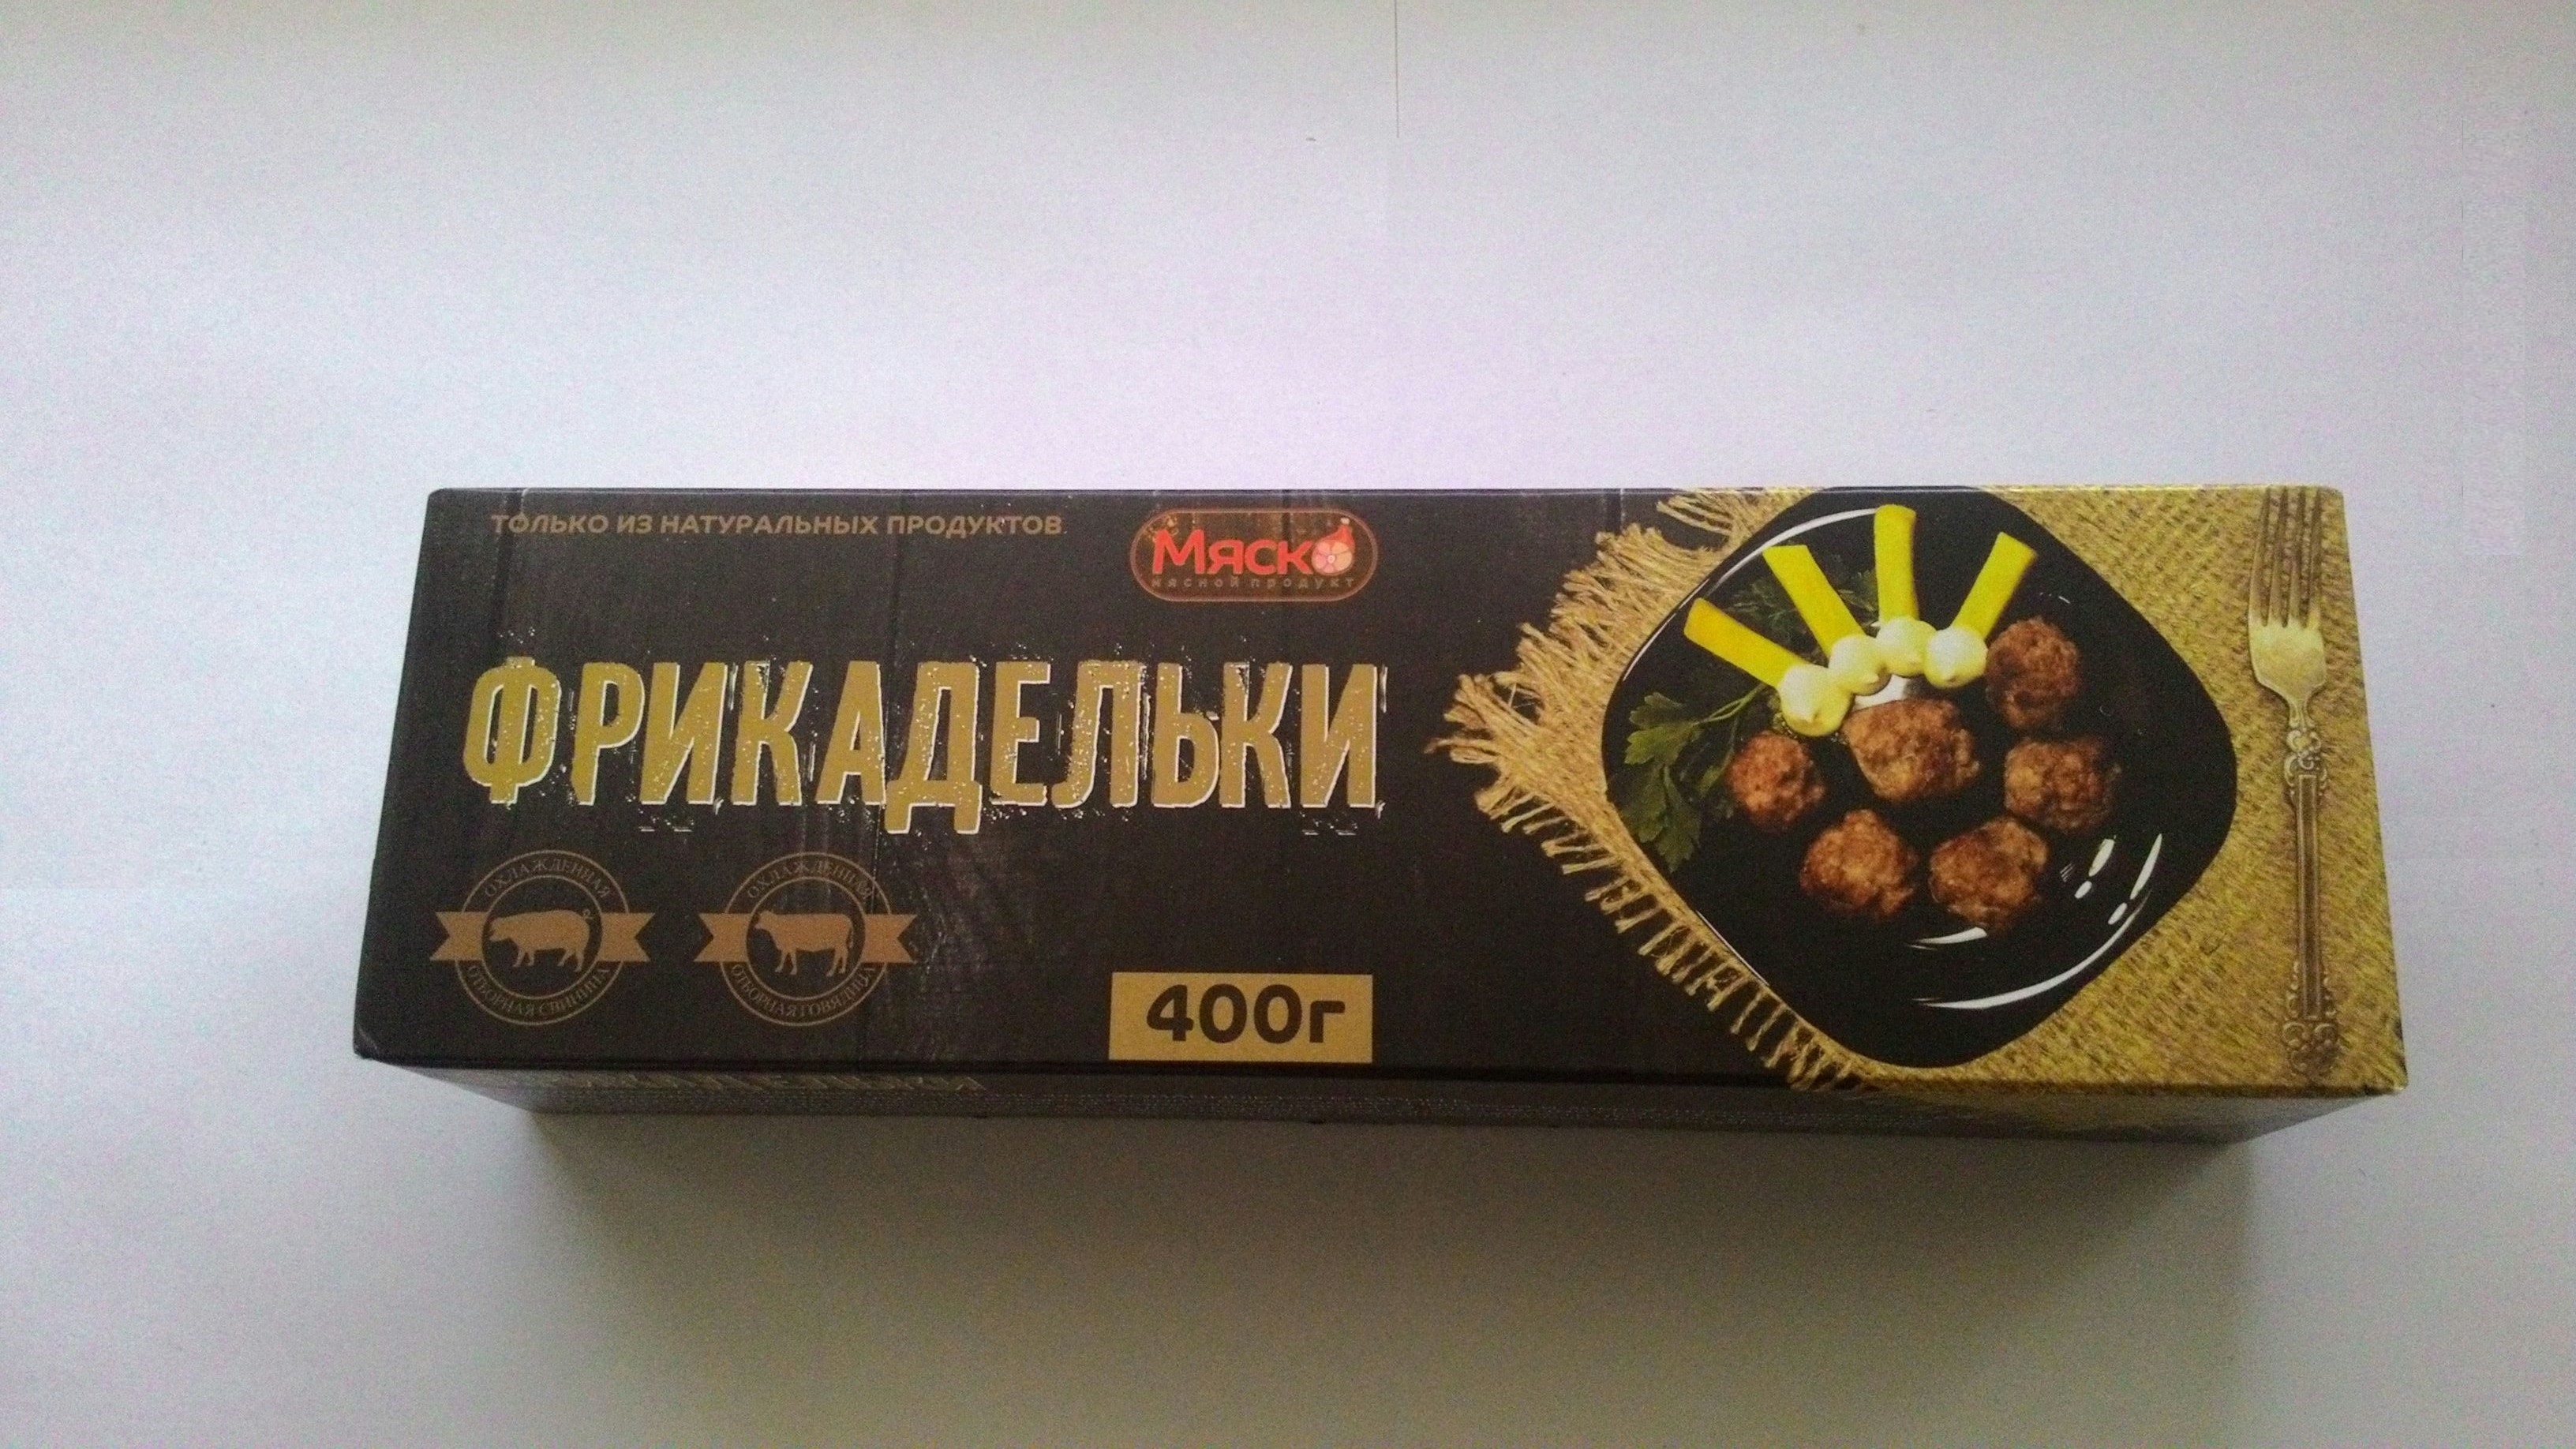 ТОЛЬКО ИЗ НАТУРАЛЬНЫХ ПРОДУКТОВ
Мяско
мясной продукт
ФРИКАДЕЛЬКИ
ОХЛАЖДЕННАЯ
ОТБОРНАЯ СВИНИНА
ОХЛАЖДЕННАЯ
ОТБОРНАЯ ГОВЯДИНА
400г